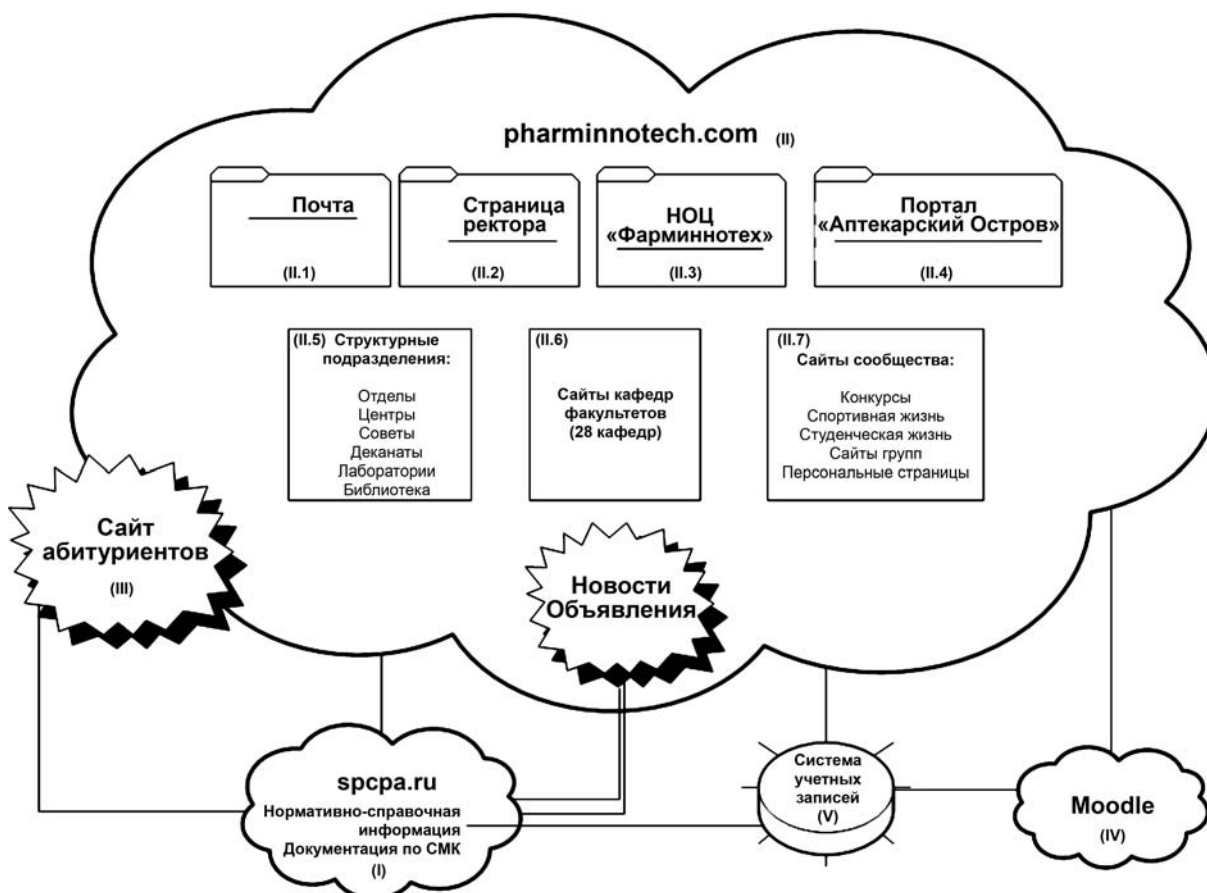 pharminnotech.com (II)
Почта
(II.1)
Страница
ректора
(II.2)
НОЦ
«Фарминнотех»
(II.3)
Портал
«Аптекарский Остров»
(II.4)
(II.5) Структурные
подразделения:
Отделы
Центры
Советы
Деканаты
Лаборатории
Библиотека
(II.6)
Сайты кафедр
факультетов
(28 кафедр)
(II.7)
Сайты сообщества:
Конкурсы
Спортивная жизнь
Студенческая жизнь
Сайты групп
Персональные страницы
Сайт
абитуриентов
(III)
Новости
Объявления
spcpa.ru
Нормативно-справочная
информация
Документация по СМК
(I)
Система
учетных
записей
(V)
Moodle
(IV)